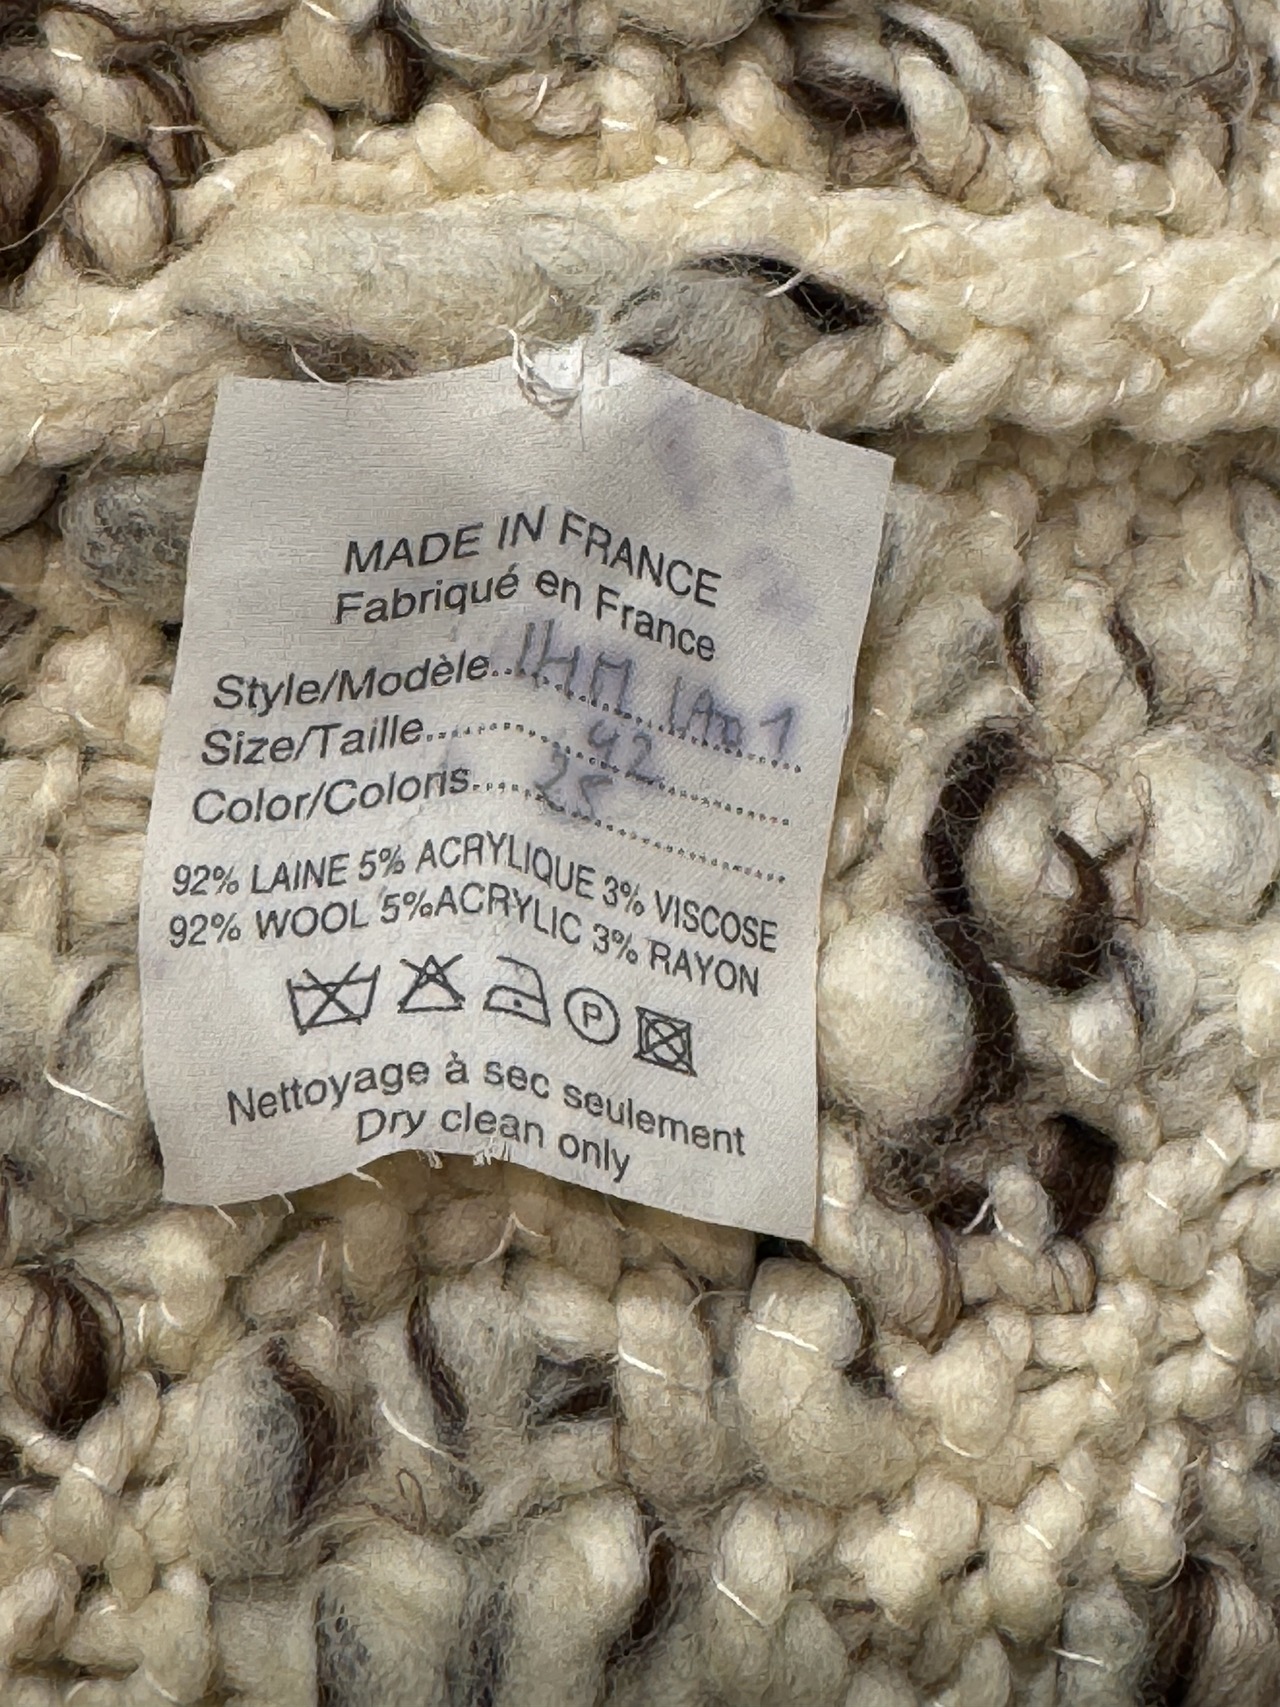 MADE IN FRANCE
Fabriqué en France
Style/Modèle
Size/Taille 42
Color/Coloris 25
92% LAINE 5% ACRYLIQUE 3% VISCOSE
92% WOOL 5% ACRYLIC 3% RAYON
P
Nettoyage à sec seulement
Dry clean only